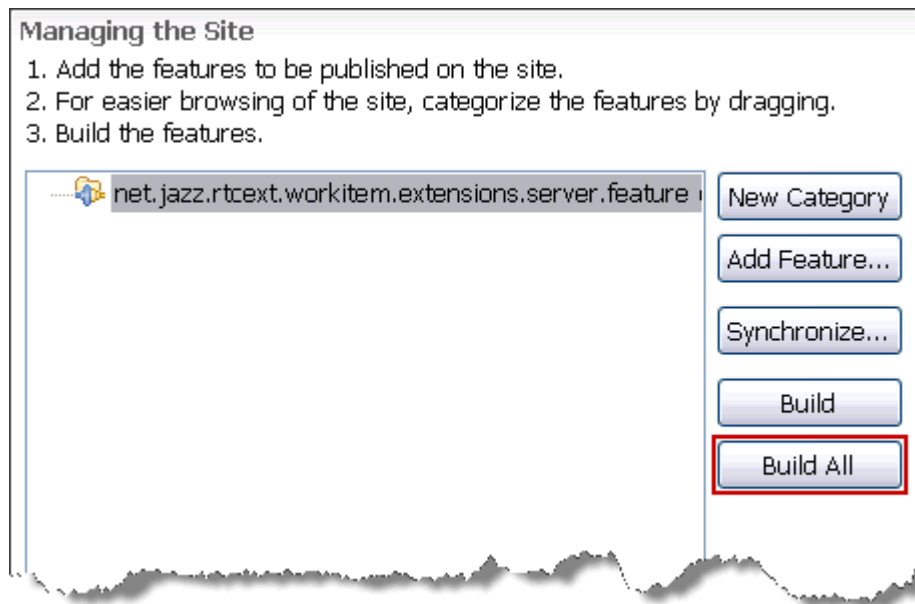 Managing the Site
1. Add the features to be published on the site.
2. For easier browsing of the site, categorize the features by dragging.
3. Build the features.
net.jazz.rtcext.workitem.extensions.server.feature
New Category
Add Feature...
Synchronize...
Build
Build All